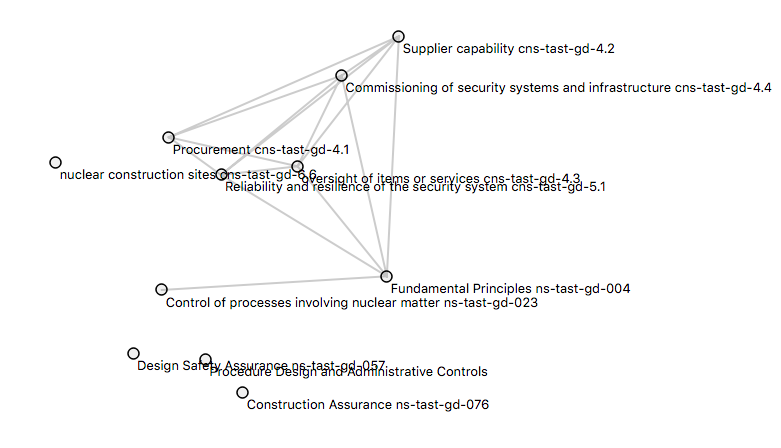 Supplier capability cns-tast-gd-4.2
Commissioning of security systems and infrastructure cns-tast-gd-4.4
Procurement cns-tast-gd-4.1
nuclear construction sites cns-tast-gd-6.6
oversight of items or services cns-tast-gd-4.3
Reliability and resilience of the security system cns-tast-gd-5.1
Fundamental Principles ns-tast-gd-004
Control of processes involving nuclear matter ns-tast-gd-023
Design Safety Assurance ns-tast-gd-057
Procedure Design and Administrative Controls
Construction Assurance ns-tast-gd-076